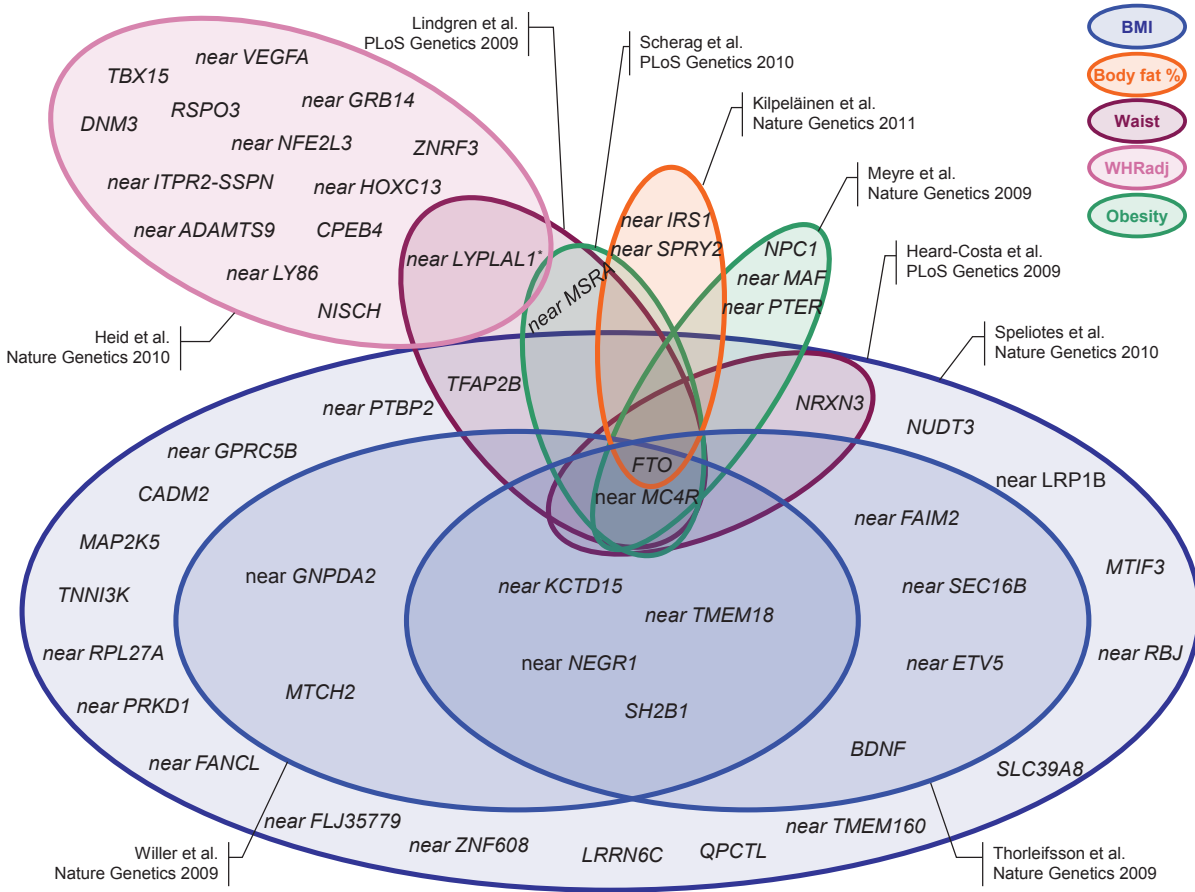 Lindgren et al.
PLoS Genetics 2009
Scherag et al.
PLoS Genetics 2010
Kilpeläinen et al.
Nature Genetics 2011
Meyre et al.
Nature Genetics 2009
Heard-Costa et al.
PLoS Genetics 2009
Speliotes et al.
Nature Genetics 2010
BMI
Body fat %
Waist
WHRadj
Obesity
near VEGFA
TBX15
RSPO3
near GRB14
DNM3
near NFE2L3
ZNRF3
near ITPR2-SSPN
near HOXC13
near ADAMTS9
CPEB4
near LYPLAL1*
near LY86
NISCH
Heid et al.
Nature Genetics 2010
near MSRA
near IRS1
near SPRY2
NPC1
near MAF
near PTER
TFAP2B
NRXN3
near PTBP2
NUDT3
near GPRC5B
near LRP1B
CADM2
FTO
near MC4R
near FAIM2
MAP2K5
MTIF3
near GNPDA2
near KCTD15
near SEC16B
TNNI3K
near TMEM18
near RPL27A
near RBJ
near NEGR1
near ETV5
MTCH2
near PRKD1
SH2B1
BDNF
near FANCL
SLC39A8
near FLJ35779
near TMEM160
near ZNF608
LRRN6C
QPCTL
Willer et al.
Nature Genetics 2009
Thorleifsson et al.
Nature Genetics 2009